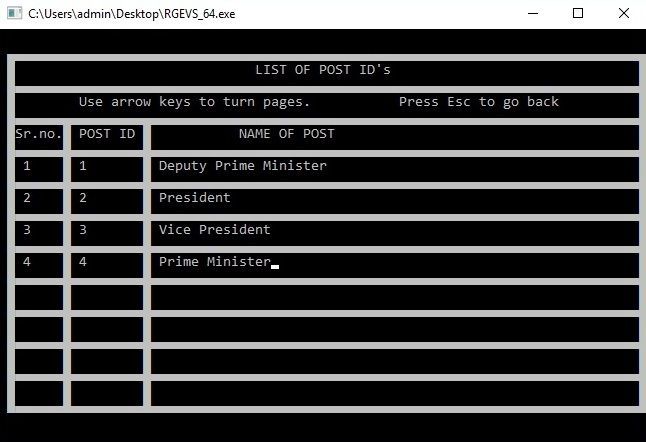 C:\Users\admin\Desktop\RGEVS_64.exe
LIST OF POST ID's
Use arrow keys to turn pages. Press Esc to go back
Sr.no. POST ID NAME OF POST
1 1 Deputy Prime Minister
2 2 President
3 3 Vice President
4 4 Prime Minister